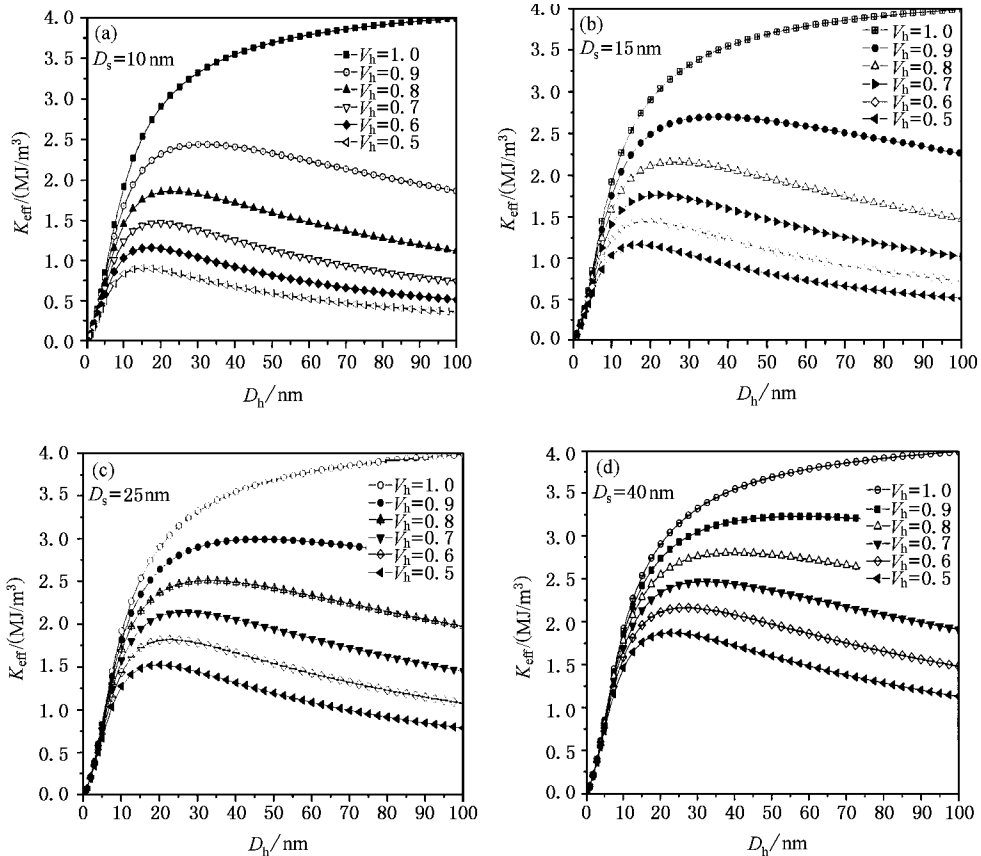 (a)
D_s=10 nm
V_h=1.0
V_h=0.9
V_h=0.8
V_h=0.7
V_h=0.6
V_h=0.5
K_eff/(MJ/m³)
4.0
3.5
3.0
2.5
2.0
1.5
1.0
0.5
0.0
0 10 20 30 40 50 60 70 80 90 100
D_h/ nm
(b)
D_s=15 nm
V_h=1.0
V_h=0.9
V_h=0.8
V_h=0.7
V_h=0.6
V_h=0.5
K_eff/(MJ/m³)
4.0
3.5
3.0
2.5
2.0
1.5
1.0
0.5
0.0
0 10 20 30 40 50 60 70 80 90 100
D_h/ nm
(c)
D_s=25 nm
V_h=1.0
V_h=0.9
V_h=0.8
V_h=0.7
V_h=0.6
V_h=0.5
K_eff/(MJ/m³)
4.0
3.5
3.0
2.5
2.0
1.5
1.0
0.5
0.0
0 10 20 30 40 50 60 70 80 90 100
D_h/ nm
(d)
D_s=40 nm
V_h=1.0
V_h=0.9
V_h=0.8
V_h=0.7
V_h=0.6
V_h=0.5
K_eff/(MJ/m³)
4.0
3.5
3.0
2.5
2.0
1.5
1.0
0.5
0.0
0 10 20 30 40 50 60 70 80 90 100
D_h/ nm